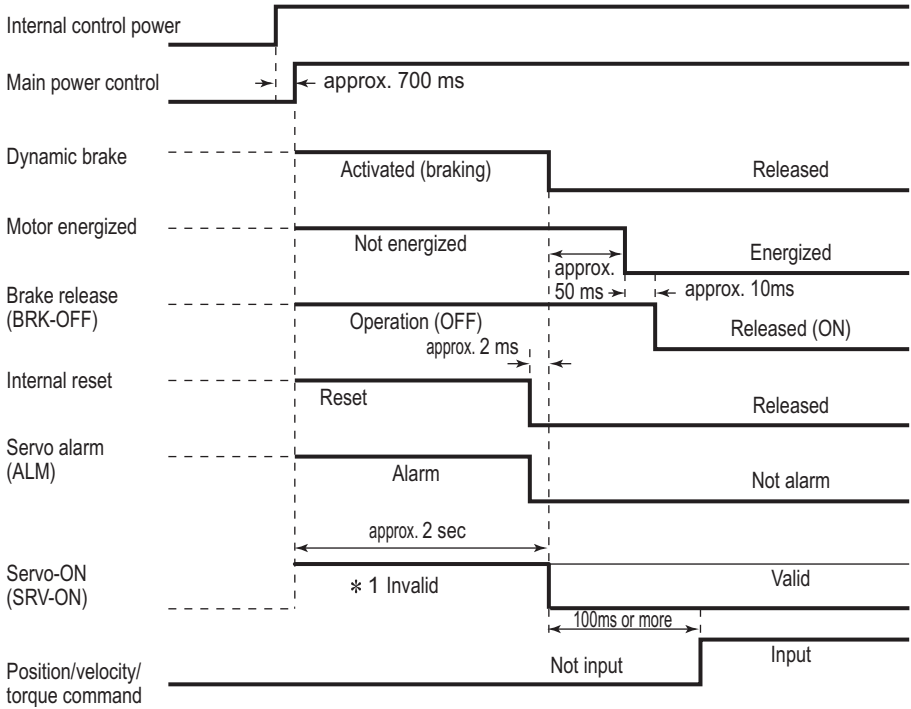 Internal control power
Main power control
approx. 700 ms
Dynamic brake
Activated (braking)
Released
Motor energized
Not energized
Energized
approx.
50 ms
approx. 10ms
Brake release
(BRK-OFF)
Operation (OFF)
Released (ON)
approx. 2 ms
Internal reset
Reset
Released
Servo alarm
(ALM)
Alarm
Not alarm
approx. 2 sec
Servo-ON
(SRV-ON)
* 1 Invalid
Valid
100ms or more
Position/velocity/
torque command
Not input
Input